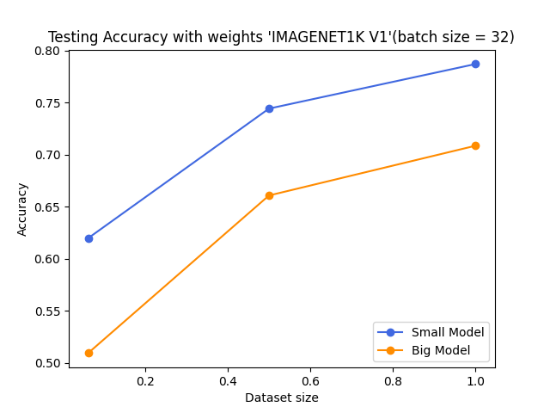 Testing Accuracy with weights 'IMAGENET1K V1'(batch size = 32)
0.80
0.75
0.70
0.65
0.60
0.55
0.50
Accuracy
Small Model
Big Model
0.2 0.4 0.6 0.8 1.0
Dataset size